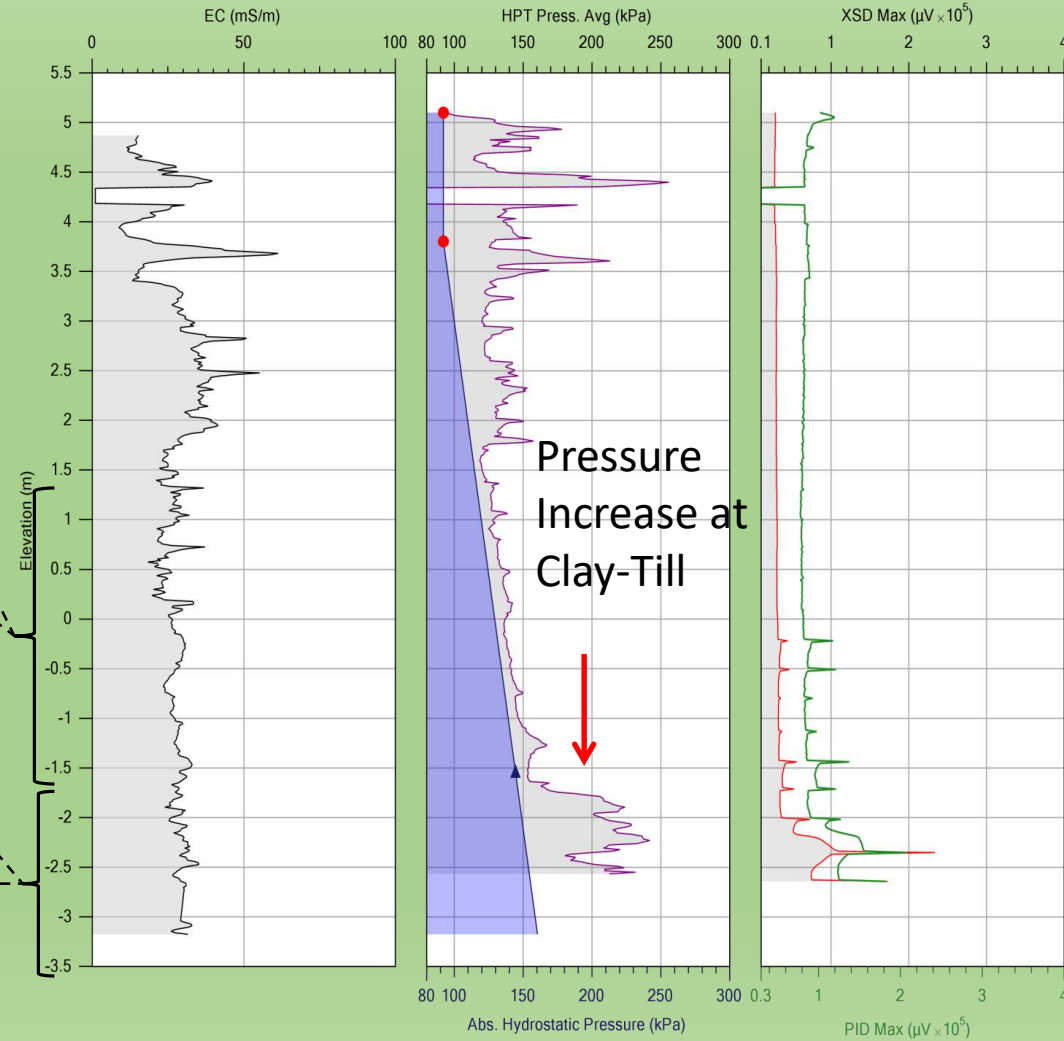 EC (mS/m)
HPT Press. Avg (kPa)
XSD Max (µV ×10⁵)
0 50 100
80 100 150 200 250 300
0.1 1 2 3 4
5.5
5
4.5
4
3.5
3
2.5
2
1.5
1
0.5
0
-0.5
-1
-1.5
-2
-2.5
-3
-3.5
Elevation (m)
Pressure
Increase at
Clay-Till
80 100 150 200 250 300
0.3 1 2 3 4
Abs. Hydrostatic Pressure (kPa)
PID Max (µV ×10⁵)